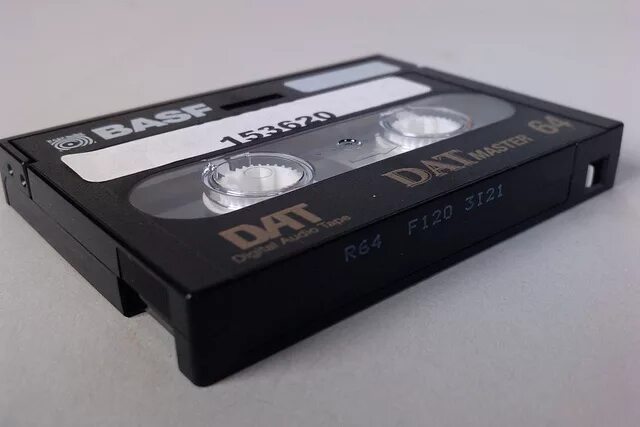 BASF
153620
DAT
Digital Audio Tape
DAT MASTER 64
R64 F120 3I21